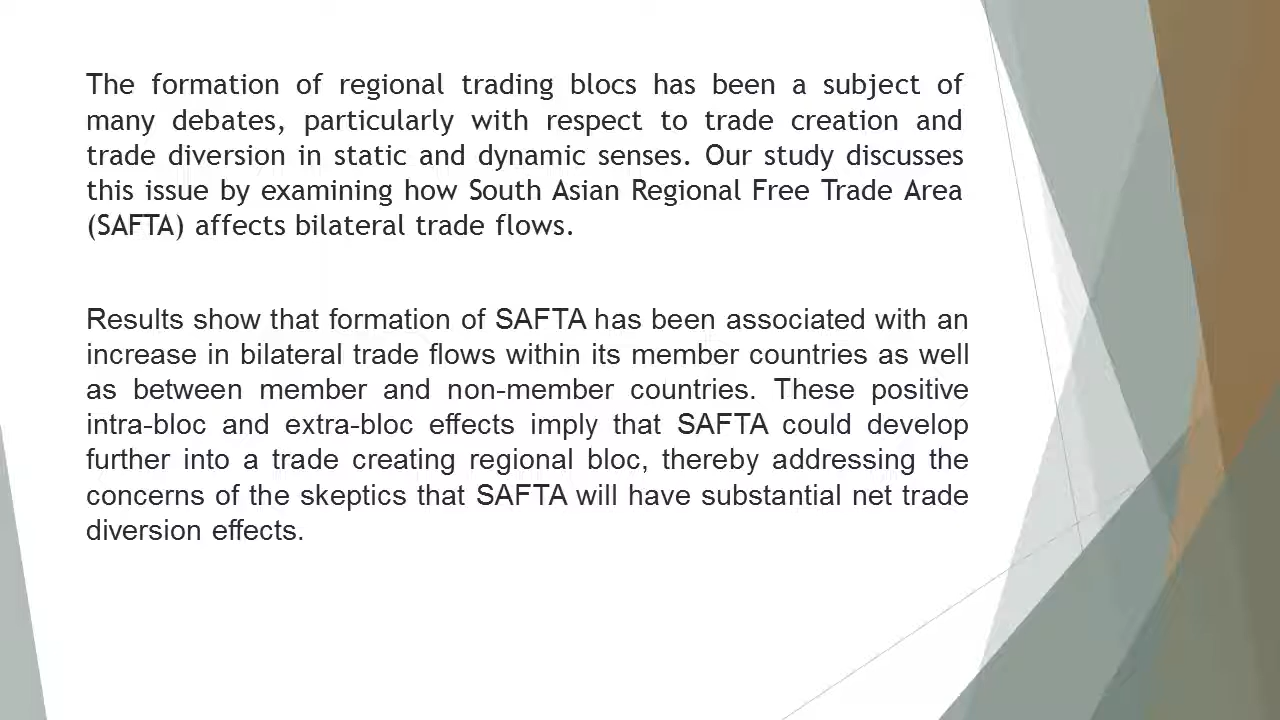 The formation of regional trading blocs has been a subject of
many debates, particularly with respect to trade creation and
trade diversion in static and dynamic senses. Our study discusses
this issue by examining how South Asian Regional Free Trade Area
(SAFTA) affects bilateral trade flows.
Results show that formation of SAFTA has been associated with an
increase in bilateral trade flows within its member countries as well
as between member and non-member countries. These positive
intra-bloc and extra-bloc effects imply that SAFTA could develop
further into a trade creating regional bloc, thereby addressing the
concerns of the skeptics that SAFTA will have substantial net trade
diversion effects.